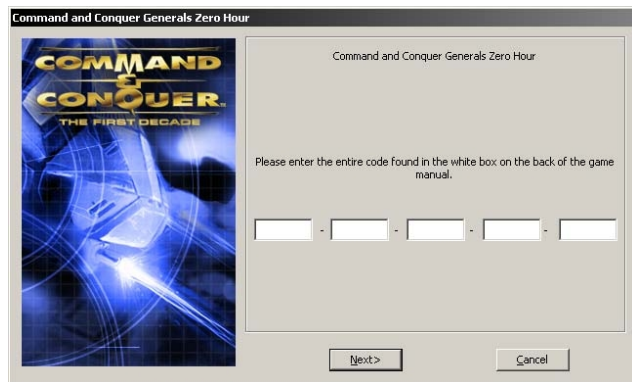 Command and Conquer Generals Zero Hour
COMMAND
&
CONQUER™
THE FIRST DECADE
Command and Conquer Generals Zero Hour
Please enter the entire code found in the white box on the back of the game
manual.
- - - -
Next>
Cancel